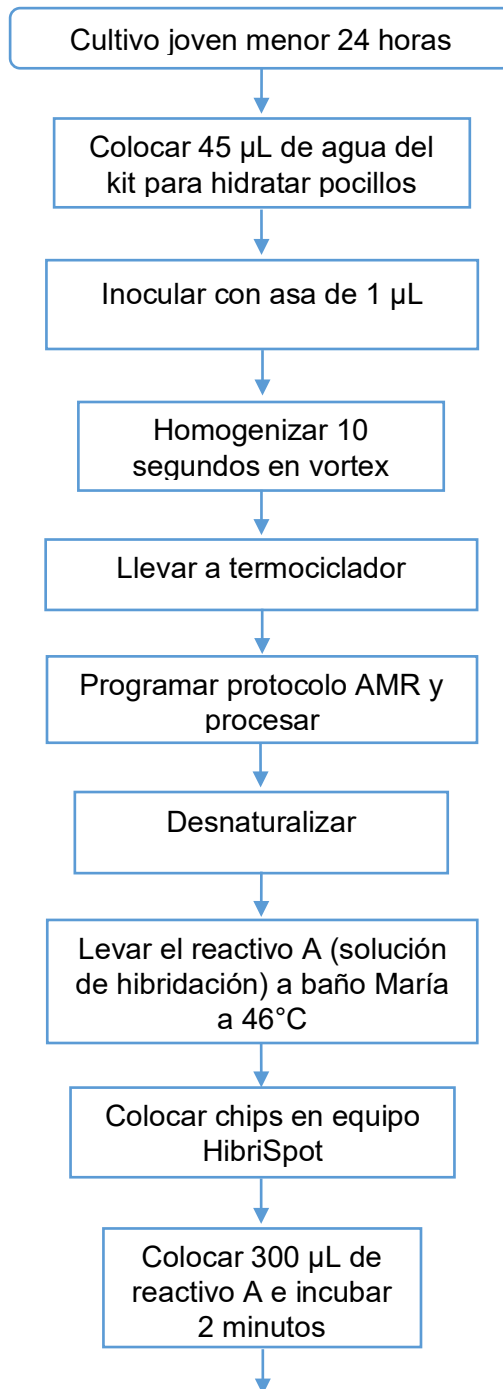 Cultivo joven menor 24 horas
Colocar 45 µL de agua del
kit para hidratar pocillos
Inocular con asa de 1 µL
Homogenizar 10
segundos en vortex
Llevar a termociclador
Programar protocolo AMR y
procesar
Desnaturalizar
Levar el reactivo A (solución
de hibridación) a baño María
a 46°C
Colocar chips en equipo
HibriSpot
Colocar 300 µL de
reactivo A e incubar
2 minutos